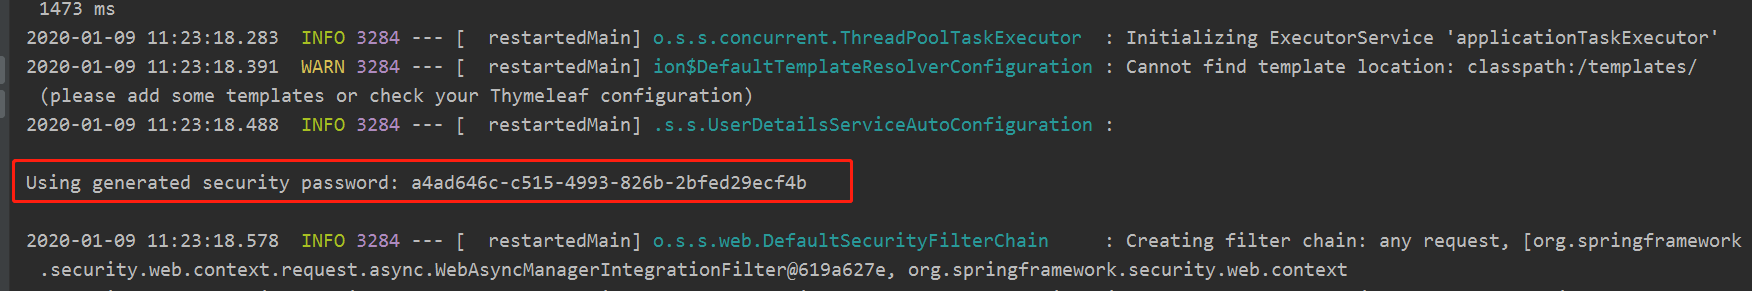 1473 ms
2020-01-09 11:23:18.283  INFO 3284 --- [  restartedMain] o.s.s.concurrent.ThreadPoolTaskExecutor  : Initializing ExecutorService 'applicationTaskExecutor'
2020-01-09 11:23:18.391  WARN 3284 --- [  restartedMain] ion$DefaultTemplateResolverConfiguration : Cannot find template location: classpath:/templates/
(please add some templates or check your Thymeleaf configuration)
2020-01-09 11:23:18.488  INFO 3284 --- [  restartedMain] .s.s.UserDetailsServiceAutoConfiguration :
Using generated security password: a4ad646c-c515-4993-826b-2bfed29ecf4b
2020-01-09 11:23:18.578  INFO 3284 --- [  restartedMain] o.s.s.web.DefaultSecurityFilterChain     : Creating filter chain: any request, [org.springframework
.security.web.context.request.async.WebAsyncManagerIntegrationFilter@619a627e, org.springframework.security.web.context